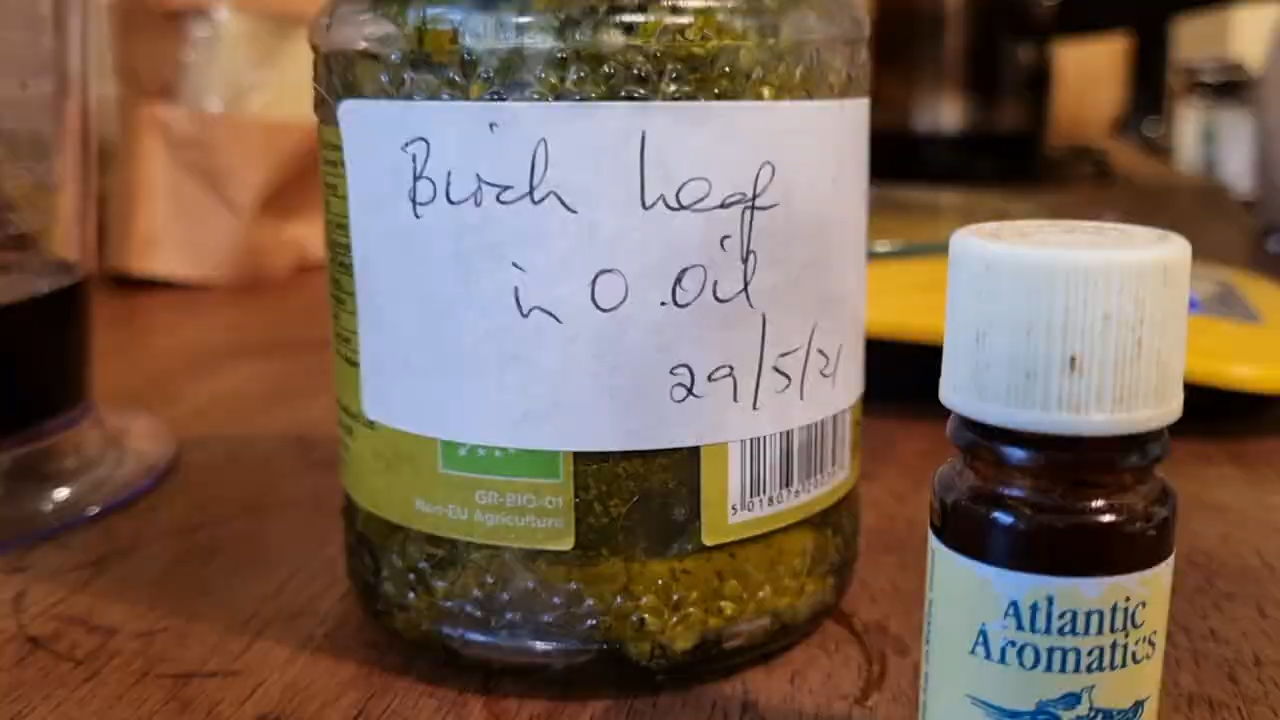 Birch Leaf
in O.Oil
29/5/21
GR-BIO-01
Non-EU Agriculture
Atlantic
Aromatics